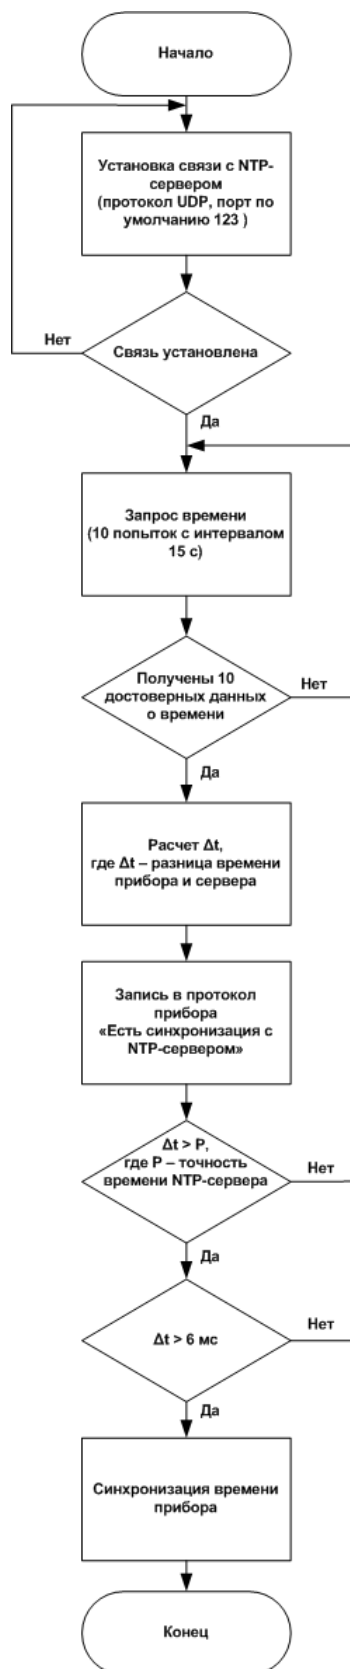 Начало
Установка связи с NTP-
сервером
(протокол UDP, порт по
умолчанию 123 )
Нет
Связь установлена
Да
Запрос времени
(10 попыток с интервалом
15 с)
Получены 10
достоверных данных
о времени
Нет
Да
Расчет Δt,
где Δt – разница времени
прибора и сервера
Запись в протокол
прибора
«Есть синхронизация с
NTP-сервером»
Δt > P,
где P – точность
времени NTP-сервера
Нет
Да
Δt > 6 мс
Нет
Да
Синхронизация времени
прибора
Конец